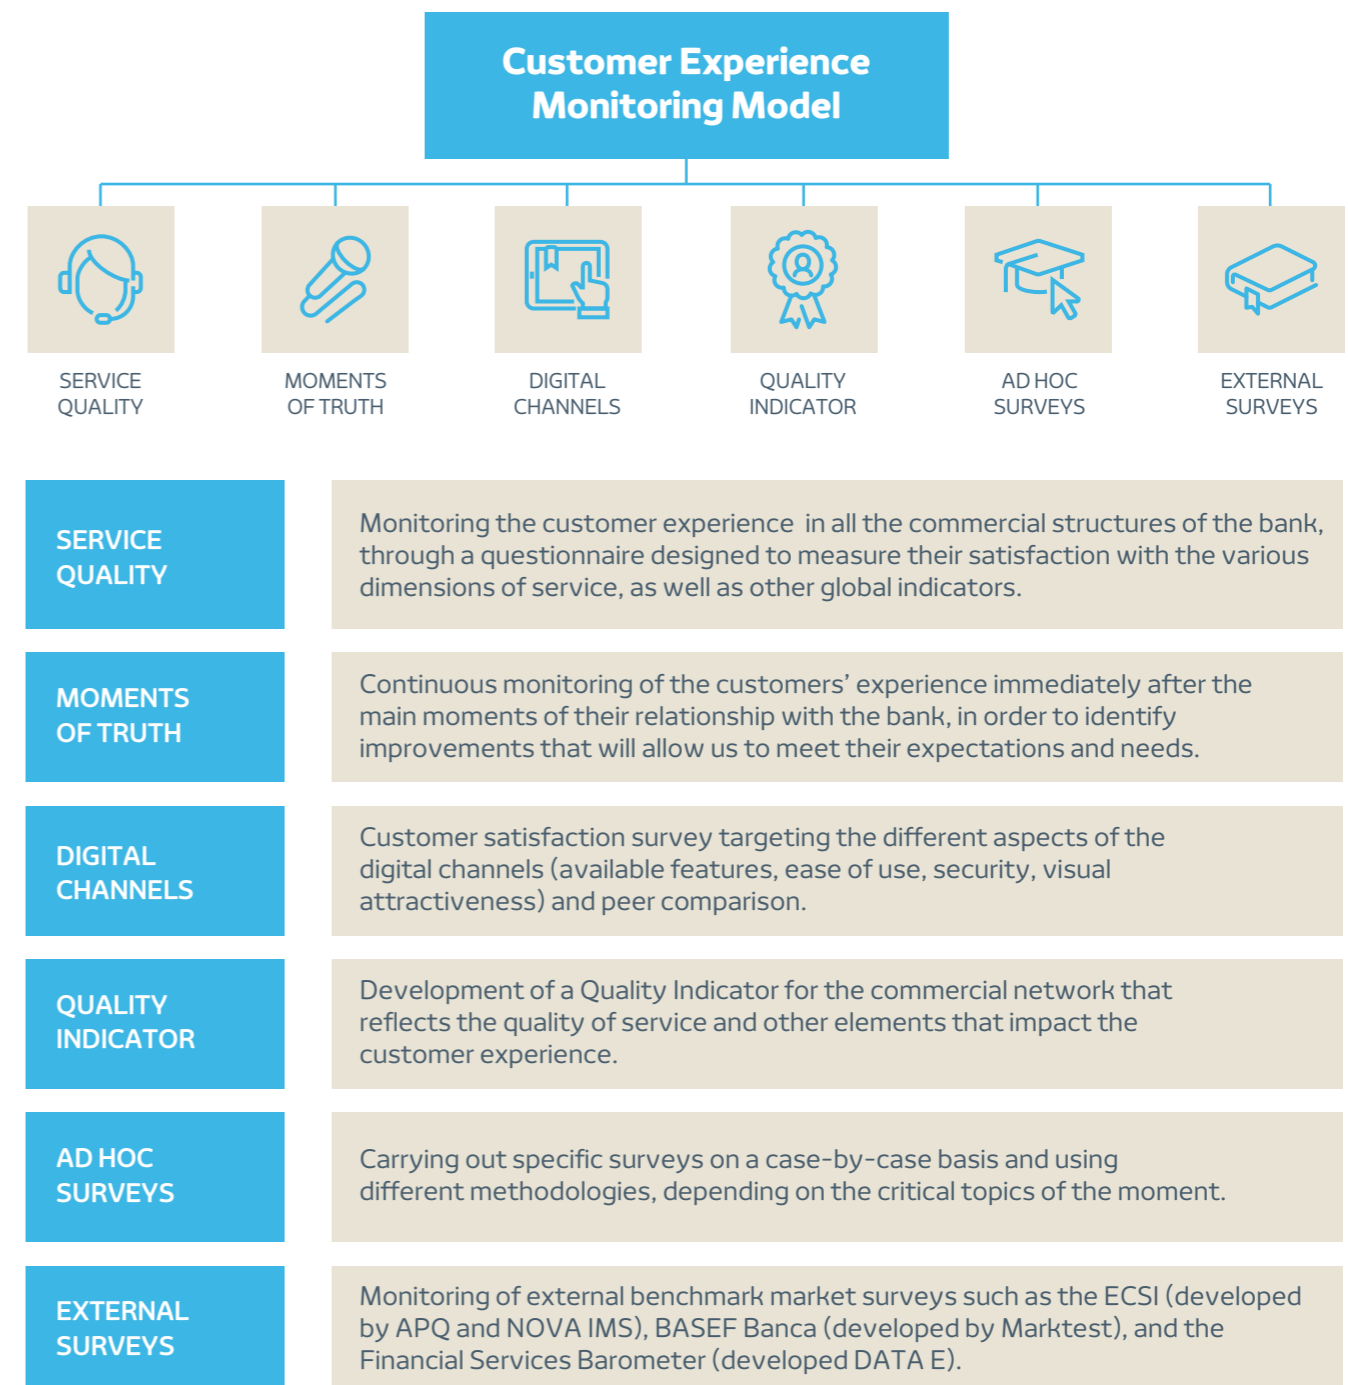 Customer Experience
Monitoring Model
SERVICE
QUALITY
MOMENTS
OF TRUTH
DIGITAL
CHANNELS
QUALITY
INDICATOR
AD HOC
SURVEYS
EXTERNAL
SURVEYS
SERVICE
QUALITY
Monitoring the customer experience in all the commercial structures of the bank,
through a questionnaire designed to measure their satisfaction with the various
dimensions of service, as well as other global indicators.
MOMENTS
OF TRUTH
Continuous monitoring of the customers’ experience immediately after the
main moments of their relationship with the bank, in order to identify
improvements that will allow us to meet their expectations and needs.
DIGITAL
CHANNELS
Customer satisfaction survey targeting the different aspects of the
digital channels (available features, ease of use, security, visual
attractiveness) and peer comparison.
QUALITY
INDICATOR
Development of a Quality Indicator for the commercial network that
reflects the quality of service and other elements that impact the
customer experience.
AD HOC
SURVEYS
Carrying out specific surveys on a case-by-case basis and using
different methodologies, depending on the critical topics of the moment.
EXTERNAL
SURVEYS
Monitoring of external benchmark market surveys such as the ECSI (developed
by APQ and NOVA IMS), BASEF Banca (developed by Marktest), and the
Financial Services Barometer (developed DATA E).